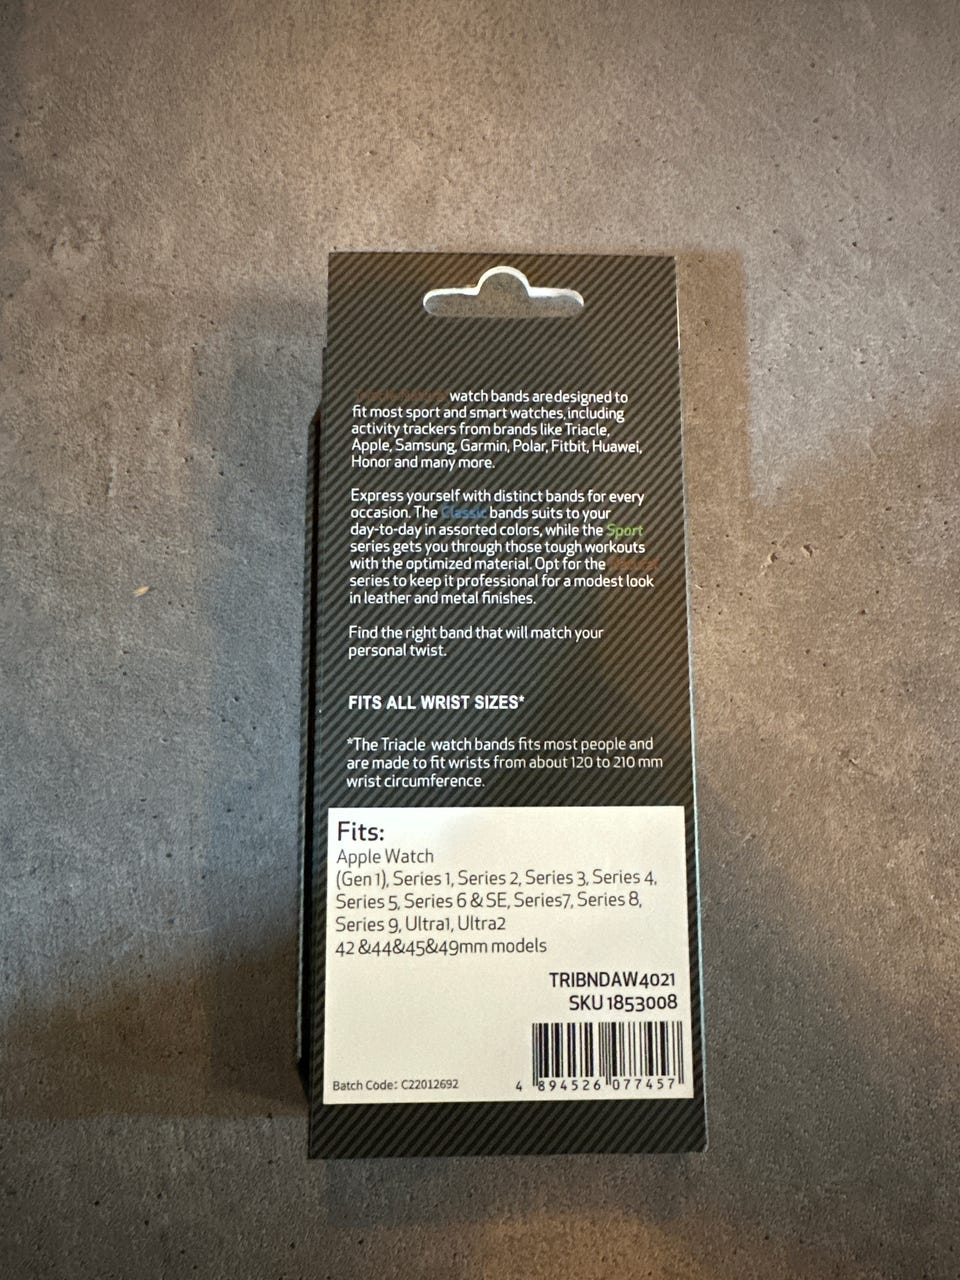 watch bands are designed to
fit most sport and smart watches, including
activity trackers from brands like Triacle,
Apple, Samsung, Garmin, Polar, Fitbit, Huawei,
Honor and many more.
Express yourself with distinct bands for every
occasion. The Classic bands suits to your
day-to-day in assorted colors, while the Sport
series gets you through those tough workouts
with the optimized material. Opt for the
series to keep it professional for a modest look
in leather and metal finishes.
Find the right band that will match your
personal twist.
FITS ALL WRIST SIZES*
*The Triacle watch bands fits most people and
are made to fit wrists from about 120 to 210 mm
wrist circumference.
Fits:
Apple Watch
(Gen 1), Series 1, Series 2, Series 3, Series 4,
Series 5, Series 6 & SE, Series7, Series 8,
Series 9, Ultra1, Ultra2
42 &44&45&49mm models
TRIBNDAW4021
SKU 1853008
Batch Code: C22012692
4 894526 077457